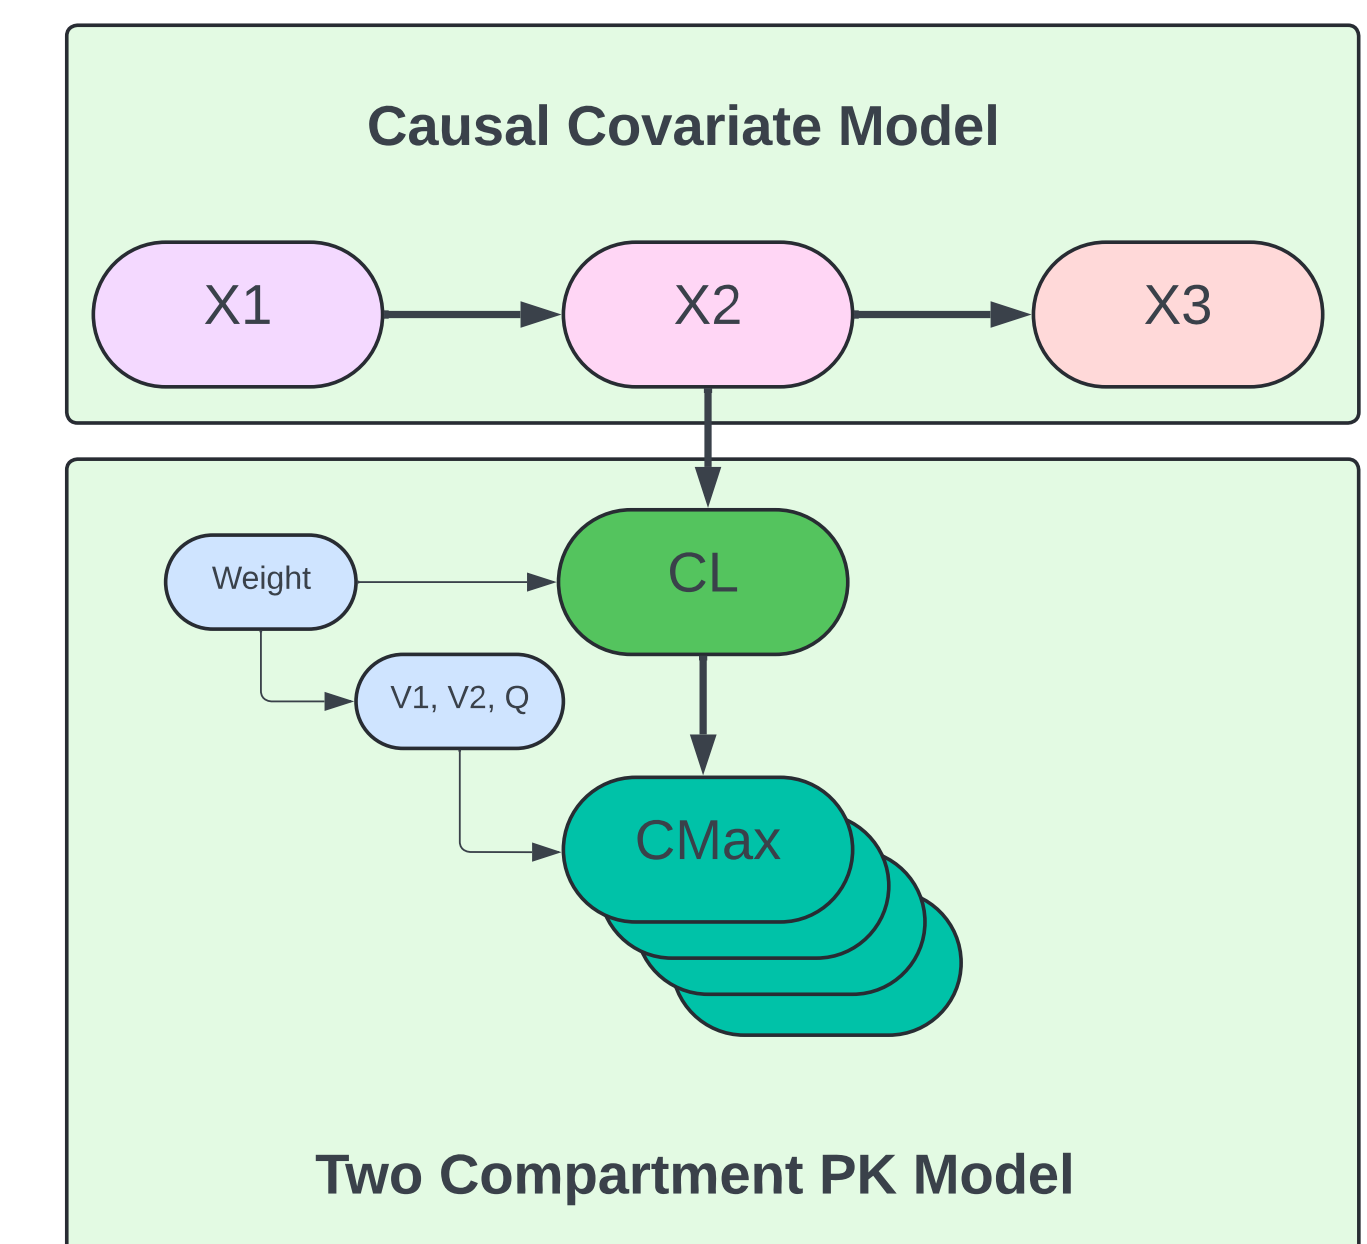 Causal Covariate Model
X1
X2
X3
CL
Weight
V1, V2, Q
CMax
Two Compartment PK Model